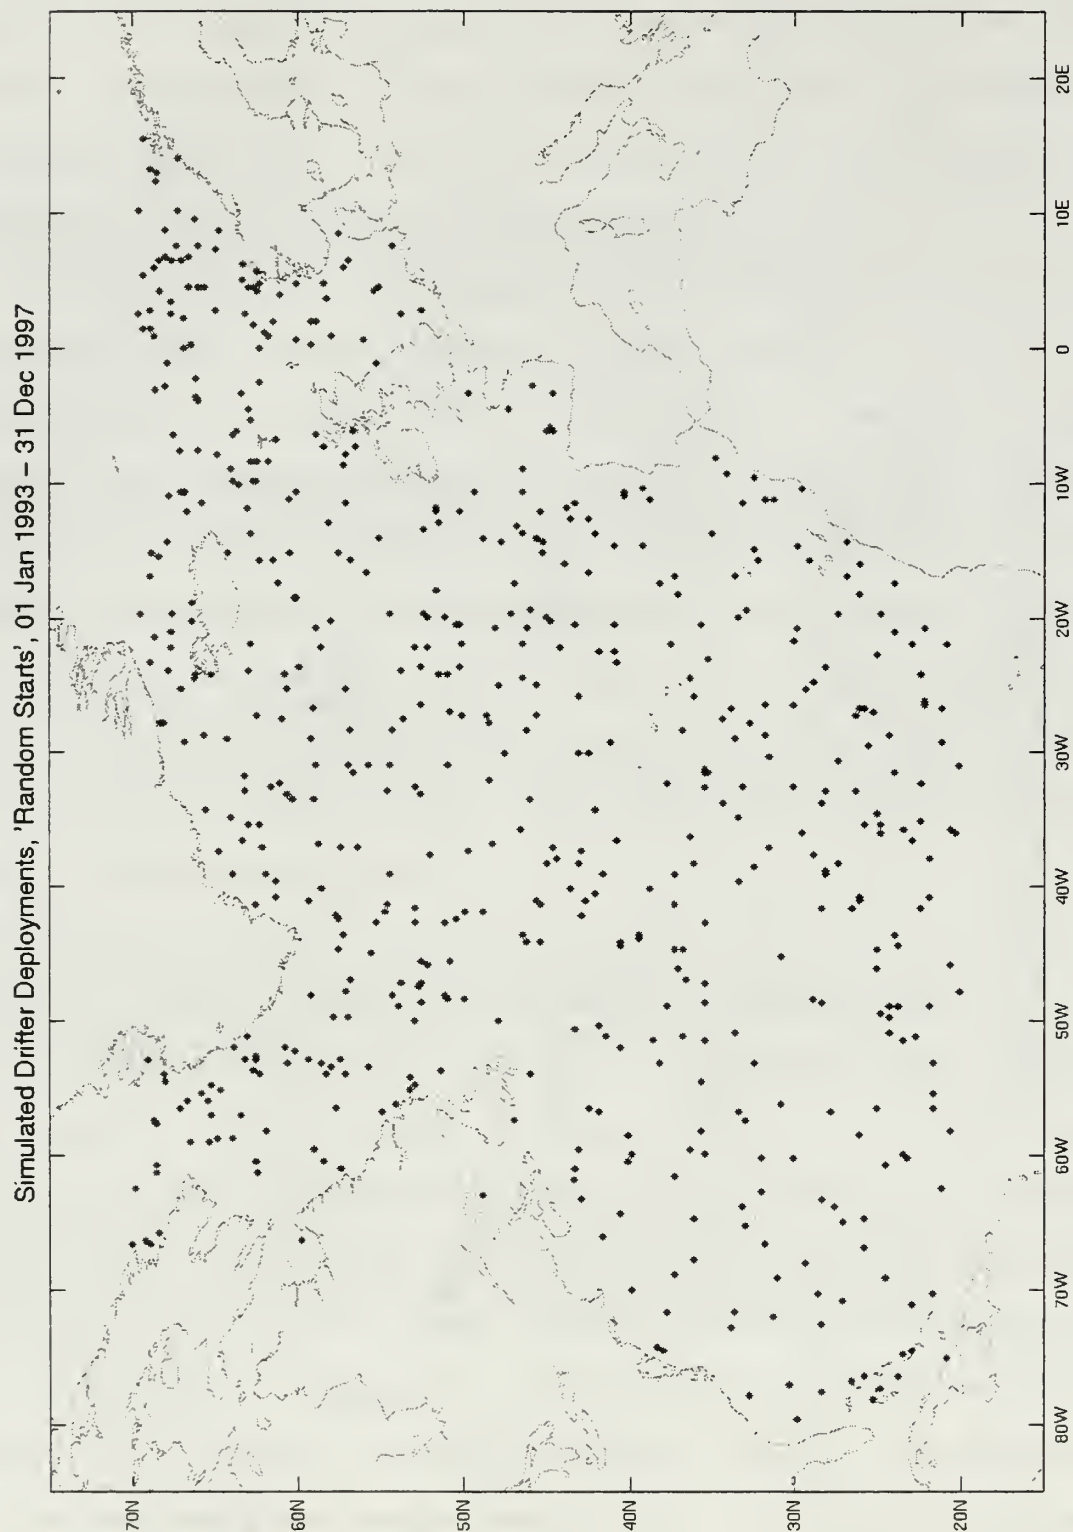 Simulated Drifter Deployments, 'Random Starts', 01 Jan 1993 – 31 Dec 1997
70N
60N
50N
40N
30N
20N
80W
70W
60W
50W
40W
30W
20W
10W
0
10E
20E